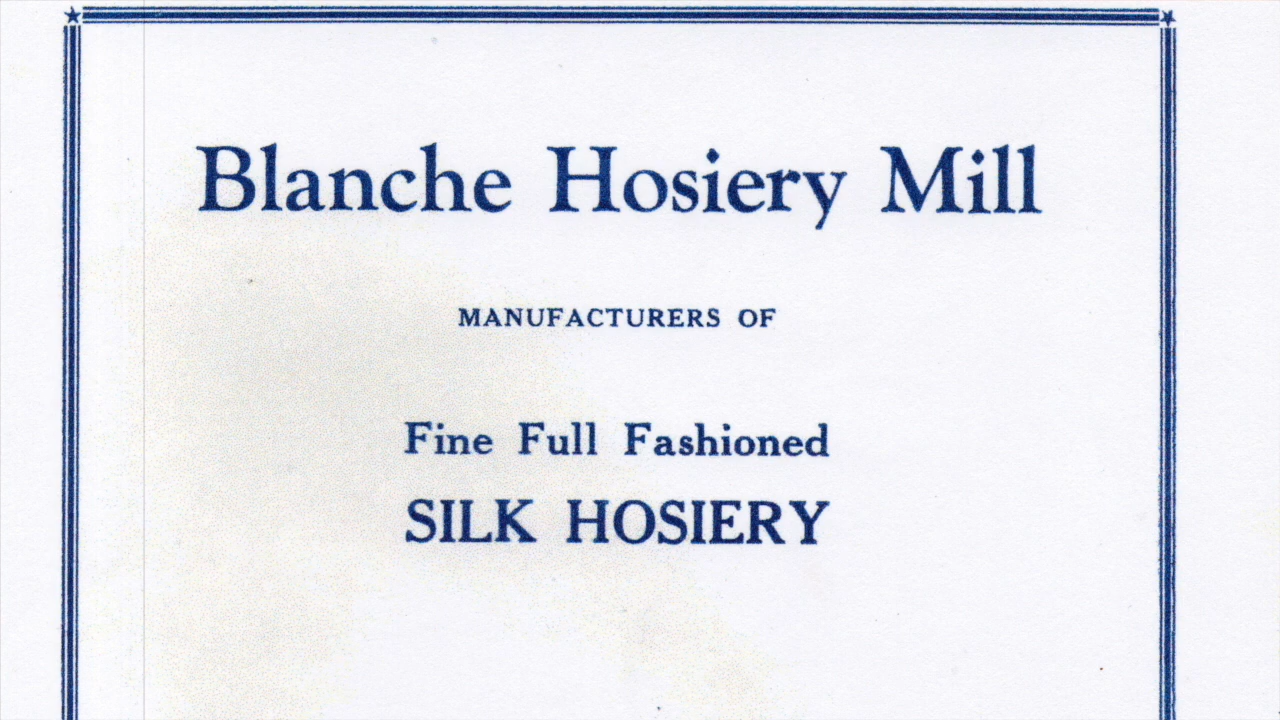 Blanche Hosiery Mill
MANUFACTURERS OF
Fine Full Fashioned
SILK HOSIERY